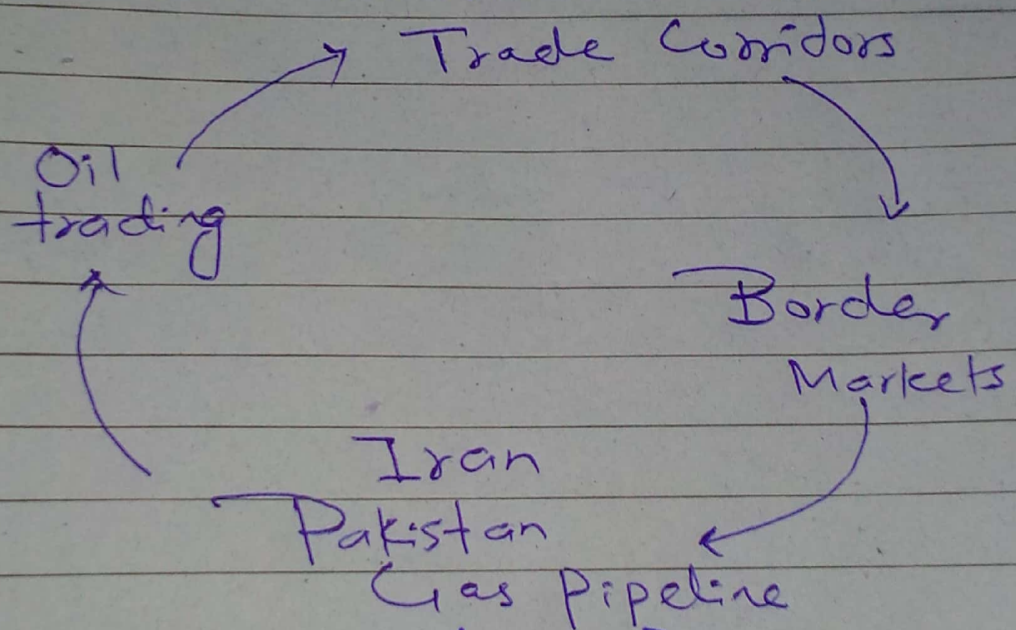 Trade Corridors
Oil
trading
Border
Markets
Iran
Pakistan
Gas Pipeline